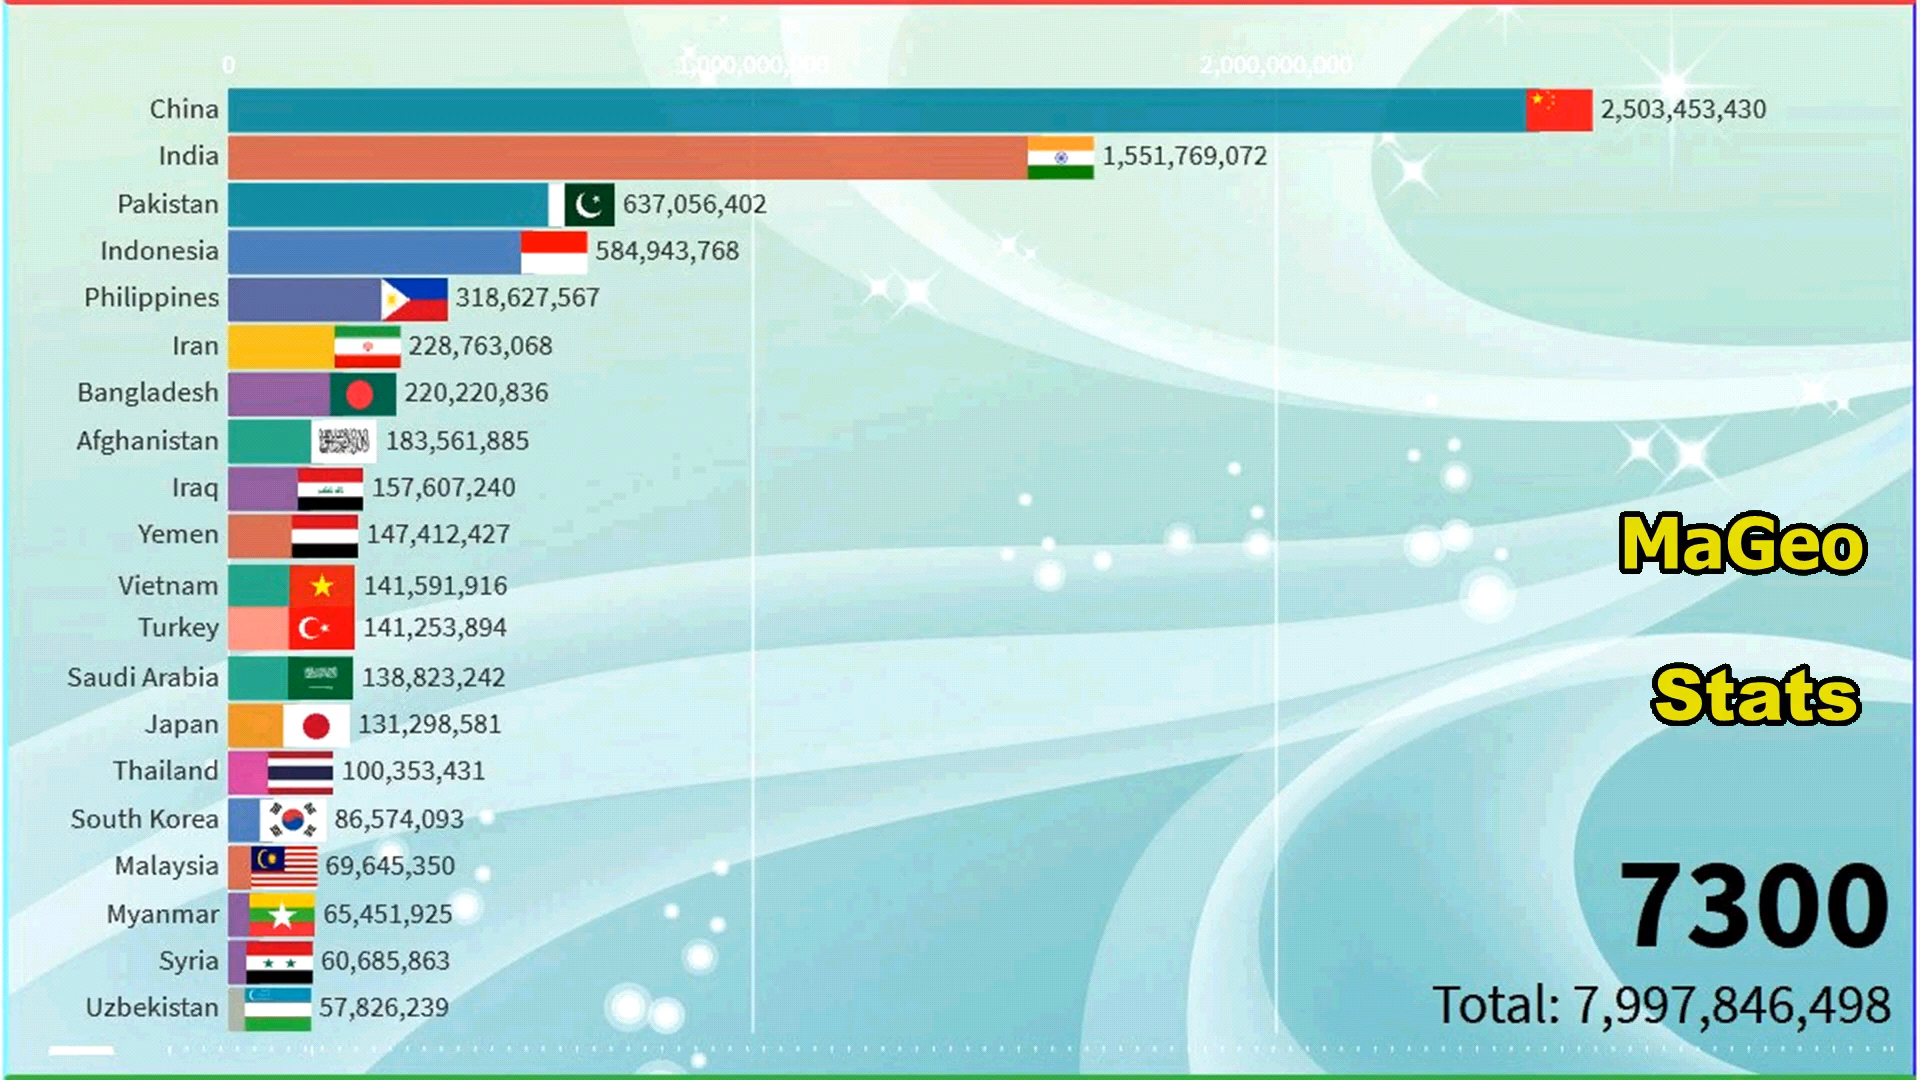 0 1,000,000,000 2,000,000,000
China 2,503,453,430
India 1,551,769,072
Pakistan 637,056,402
Indonesia 584,943,768
Philippines 318,627,567
Iran 228,763,068
Bangladesh 220,220,836
Afghanistan 183,561,885
Iraq 157,607,240
Yemen 147,412,427
Vietnam 141,591,916
Turkey 141,253,894
Saudi Arabia 138,823,242
Japan 131,298,581
Thailand 100,353,431
South Korea 86,574,093
Malaysia 69,645,350
Myanmar 65,451,925
Syria 60,685,863
Uzbekistan 57,826,239
MaGeo
Stats
7300
Total: 7,997,846,498